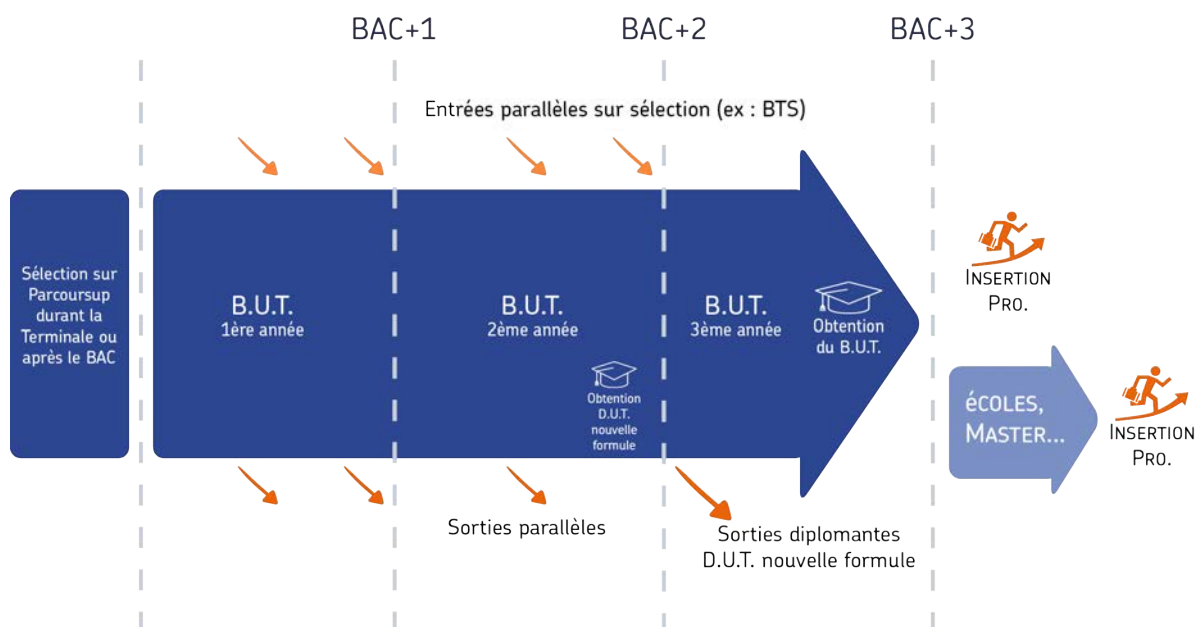 BAC+1
BAC+2
BAC+3
Entrées parallèles sur sélection (ex : BTS)
Sélection sur
Parcoursup
durant la
Terminale ou
après le BAC
B.U.T.
1ère année
B.U.T.
2ème année
Obtention
D.U.T.
nouvelle
formule
B.U.T.
3ème année
Obtention
du B.U.T.
INSERTION
PRO.
éCOLES,
MASTER...
INSERTION
PRO.
Sorties parallèles
Sorties diplomantes
D.U.T. nouvelle formule